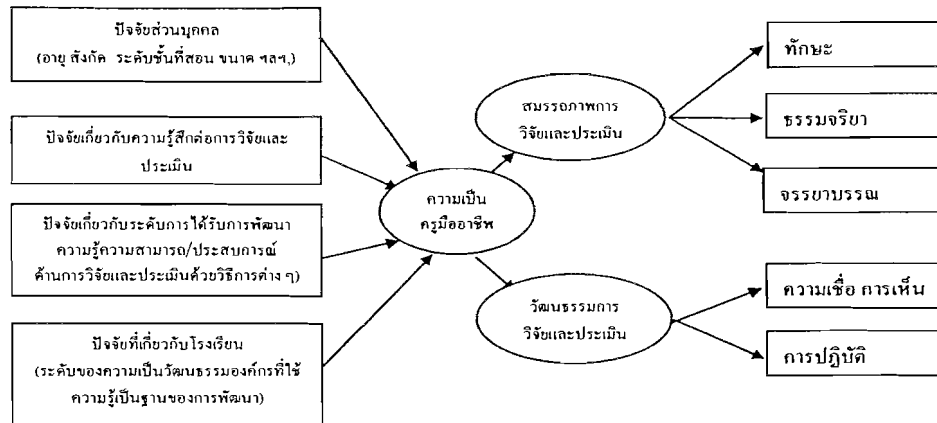 ปัจจัยส่วนบุคคล
(อายุ สังกัด ระดับชั้นที่สอน ขนาด ฯลฯ,)
ปัจจัยเกี่ยวกับความรู้สึกต่อการวิจัยและ
ประเมิน
ปัจจัยเกี่ยวกับระดับการได้รับการพัฒนา
ความรู้ความสามารถ/ประสบการณ์
ด้านการวิจัยและประเมินด้วยวิธีการต่าง ๆ)
ปัจจัยที่เกี่ยวกับโรงเรียน
(ระดับของความเป็นวัฒนธรรมองค์กรที่ใช้
ความรู้เป็นฐานของการพัฒนา)
ความเป็น
ครูมืออาชีพ
สมรรถภาพการ
วิจัยและประเมิน
วัฒนธรรมการ
วิจัยและประเมิน
ทักษะ
ธรรมจริยา
จรรยาบรรณ
ความเชื่อ การเห็น
การปฏิบัติ